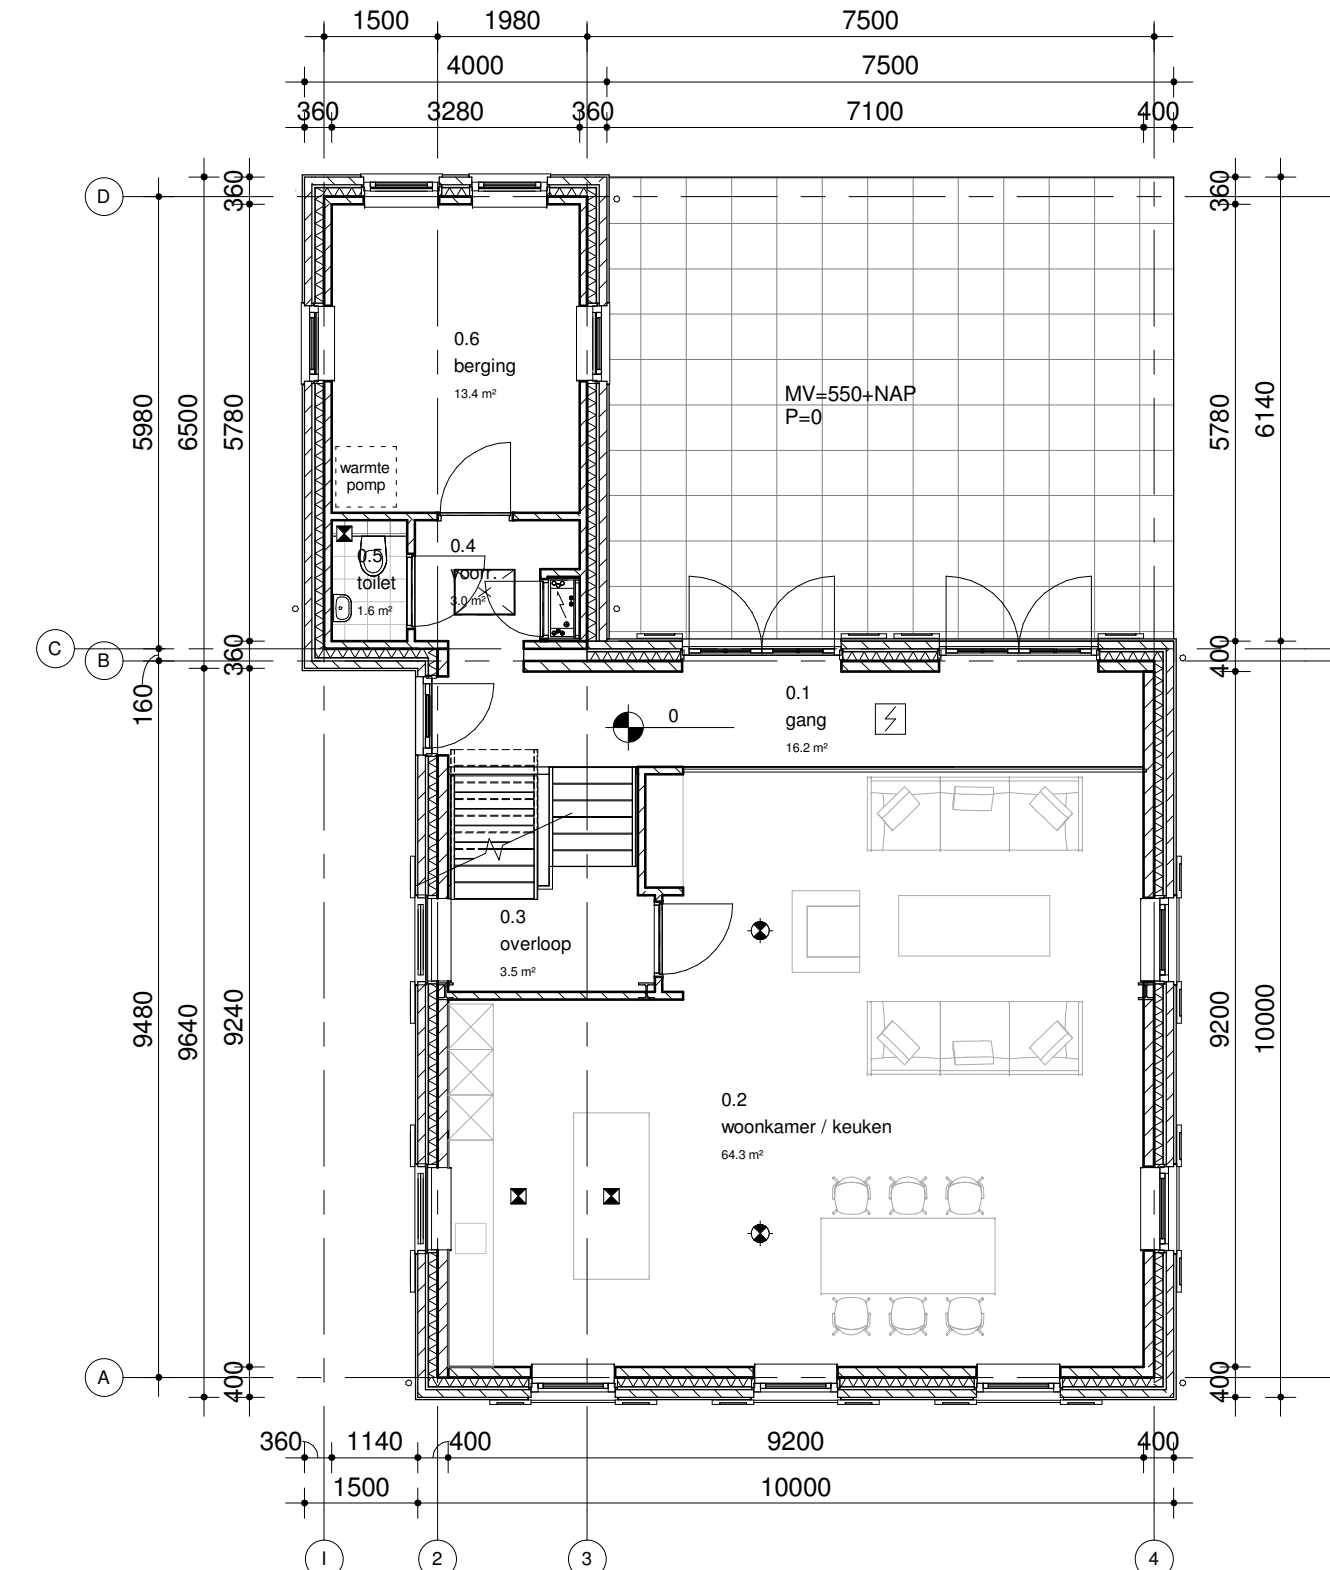 1500 1980 7500
4000 7500
360 3280 360 7100 400
D
360
360
0.6
berging
13.4 m²
MV=550+NAP
P=0
5980
6500
5780
5780
6140
warmte
pomp
0.5
toilet
1.6 m²
0.4
voorr.
3.0 m²
C
B
160
360
400
0.1
gang
16.2 m²
0
0.3
overloop
3.5 m²
9480
9640
9240
9200
10000
0.2
woonkamer / keuken
64.3 m²
A
400
400
360 1140 400 9200 400
1500 10000
I 2 3 4